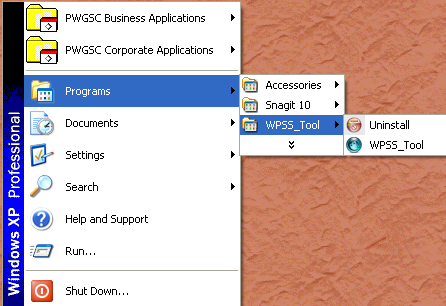 PWGSC Business Applications
PWGSC Corporate Applications
Programs
Documents
Settings
Search
Help and Support
Run...
Shut Down...
Accessories
Snagit 10
WPSS_Tool
Uninstall
WPSS_Tool
Windows XP Professional